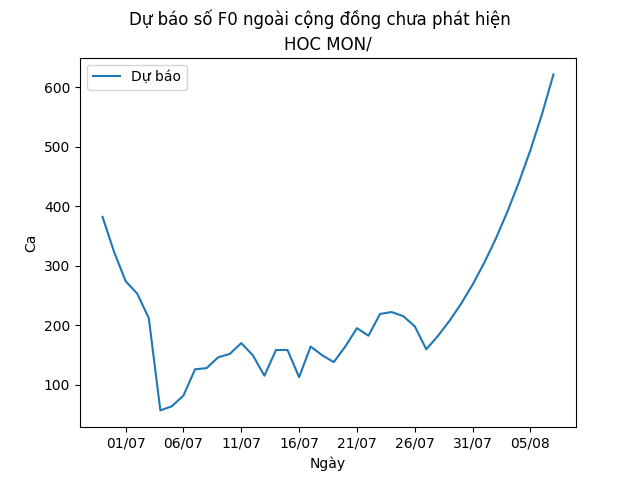 Dự báo số F0 ngoài cộng đồng chưa phát hiện
HOC MON/
Dự báo
600
500
400
300
200
100
Ca
01/07 06/07 11/07 16/07 21/07 26/07 31/07 05/08
Ngày